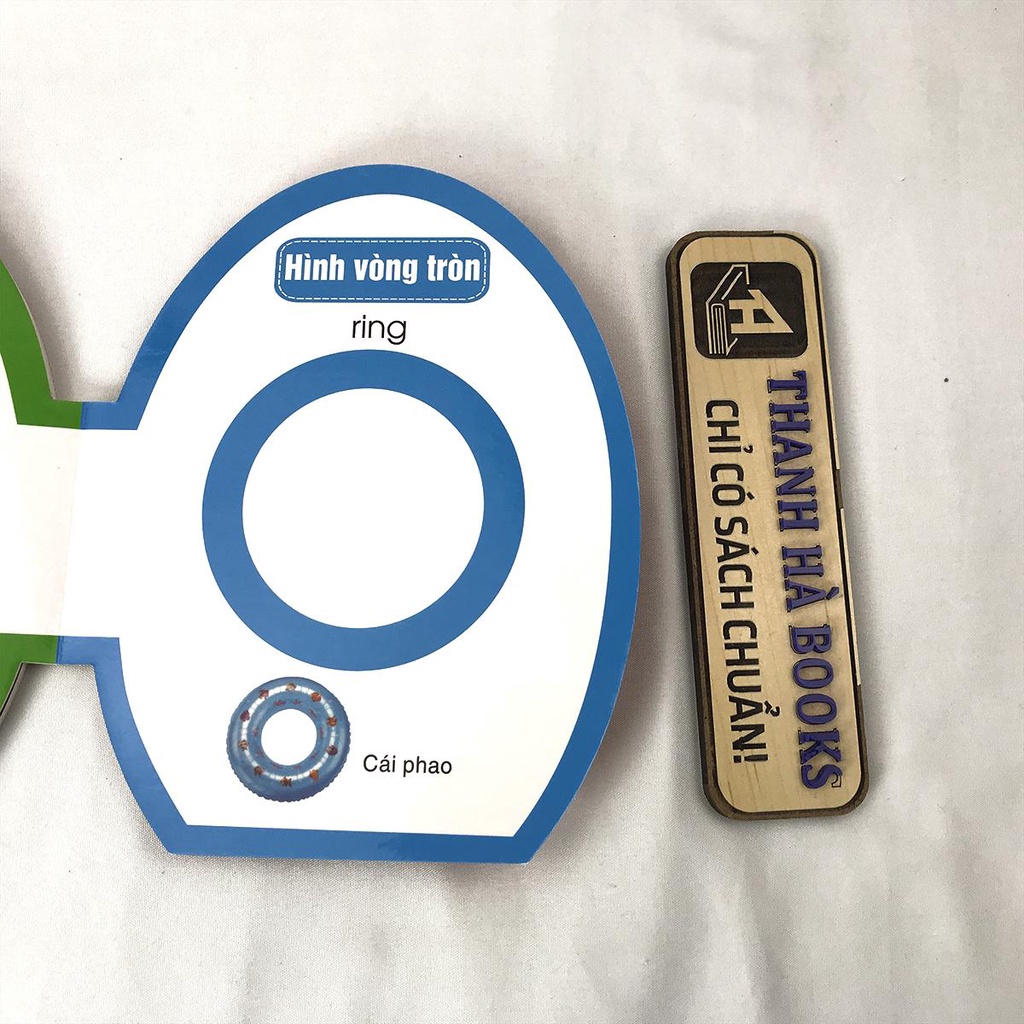 Hình vòng tròn
ring
Cái phao
THANH HÀ BOOKS
CHỈ CÓ SÁCH CHUẨN!